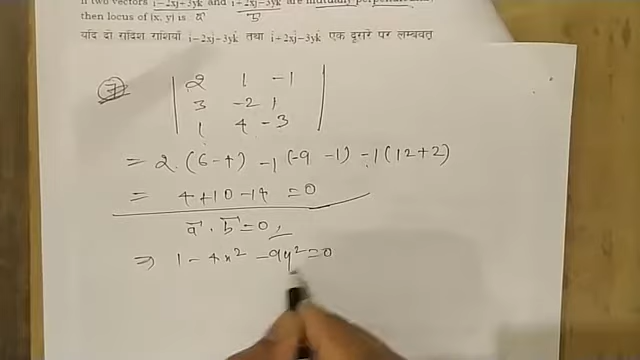 If two vectors i−2xj+3yk and i+2xj−3yk are mutually perpendicular,
a⃗ b⃗
then locus of (x, y) is
यदि दो सदिश राशियाँ i−2xj−3yk तथा i+2xj−3yk एक दूसरे पर लम्बवत्
7
2 1 -1
3 -2 1
1 4 -3
= 2.(6-4) -1(-9-1) -1(12+2)
= 4+10-14 = 0
a⃗ . b⃗ = 0,
⇒ 1 - 4x² - 9y² = 0